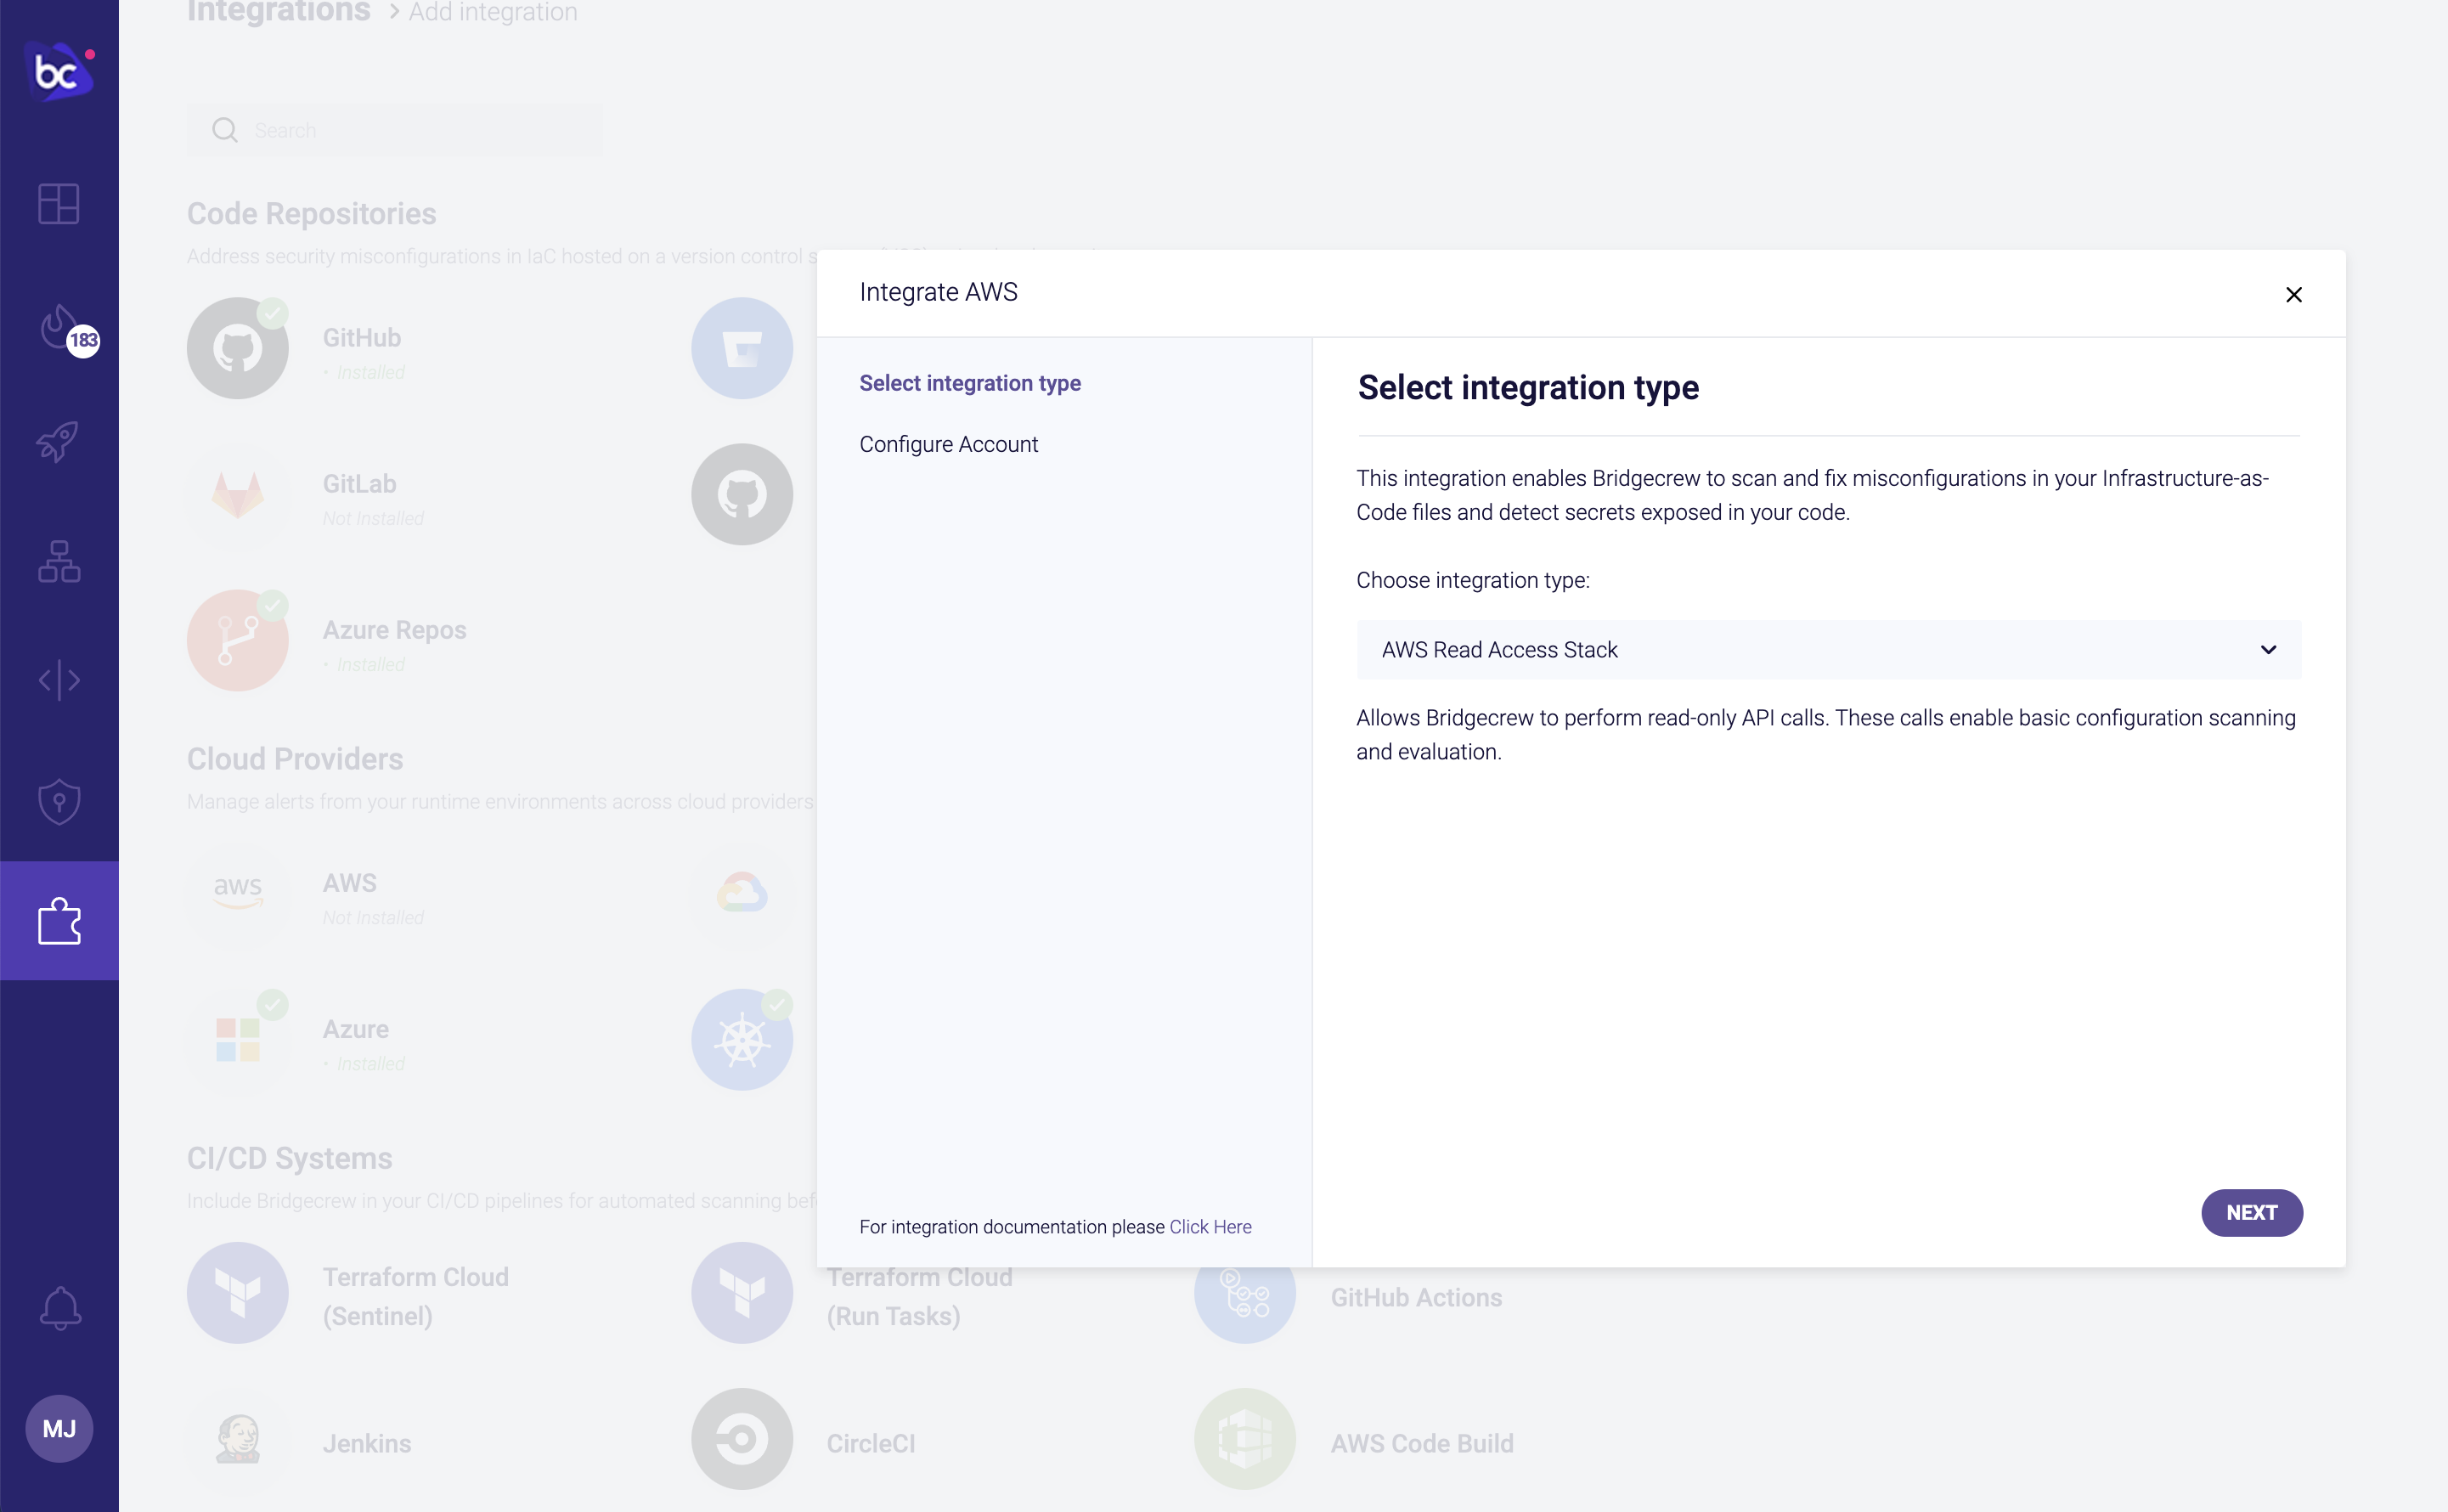 Integrations > Add integration
bc
Search
Code Repositories
Address security misconfigurations in IaC hosted on a version control
183
GitHub
• Installed
GitLab
Not Installed
Azure Repos
• Installed
Cloud Providers
Manage alerts from your runtime environments across cloud providers
aws
AWS
Not Installed
Azure
• Installed
CI/CD Systems
Include Bridgecrew in your CI/CD pipelines for automated scanning
Terraform Cloud
(Sentinel)
Terraform Cloud
(Run Tasks)
GitHub Actions
Jenkins
CircleCI
AWS Code Build
MJ
Integrate AWS
Select integration type
Configure Account
For integration documentation please Click Here
Select integration type
This integration enables Bridgecrew to scan and fix misconfigurations in your Infrastructure-as-
Code files and detect secrets exposed in your code.
Choose integration type:
AWS Read Access Stack
Allows Bridgecrew to perform read-only API calls. These calls enable basic configuration scanning
and evaluation.
NEXT